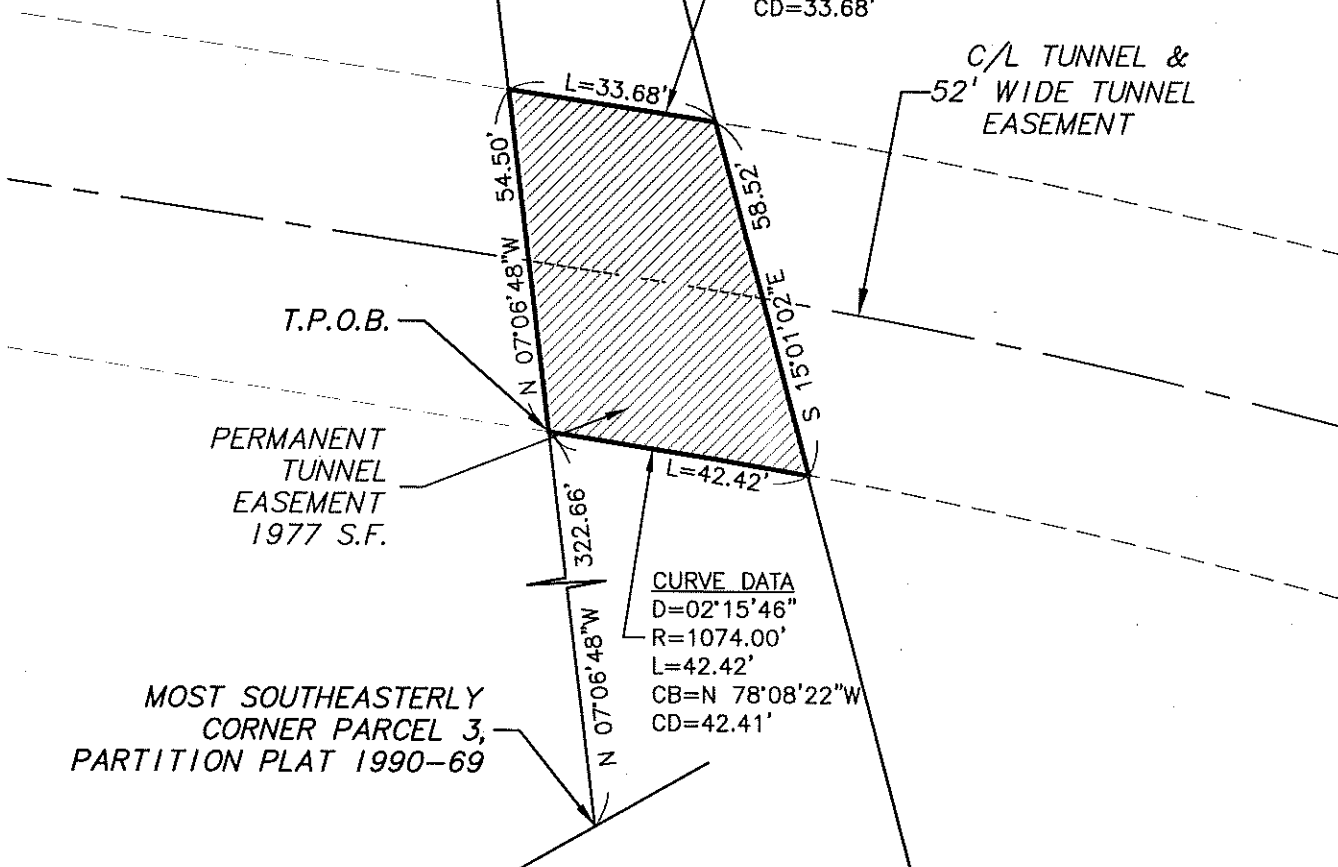 CD=33.68'
C/L TUNNEL &
52' WIDE TUNNEL
EASEMENT
L=33.68'
54.50'
N 07°06'48"W
58.52'
S 15°01'02"E
T.P.O.B.
PERMANENT
TUNNEL
EASEMENT
1977 S.F.
L=42.42'
322.66'
N 07°06'48"W
CURVE DATA
D=02°15'46"
R=1074.00'
L=42.42'
CB=N 78°08'22"W
CD=42.41'
MOST SOUTHEASTERLY
CORNER PARCEL 3,
PARTITION PLAT 1990-69